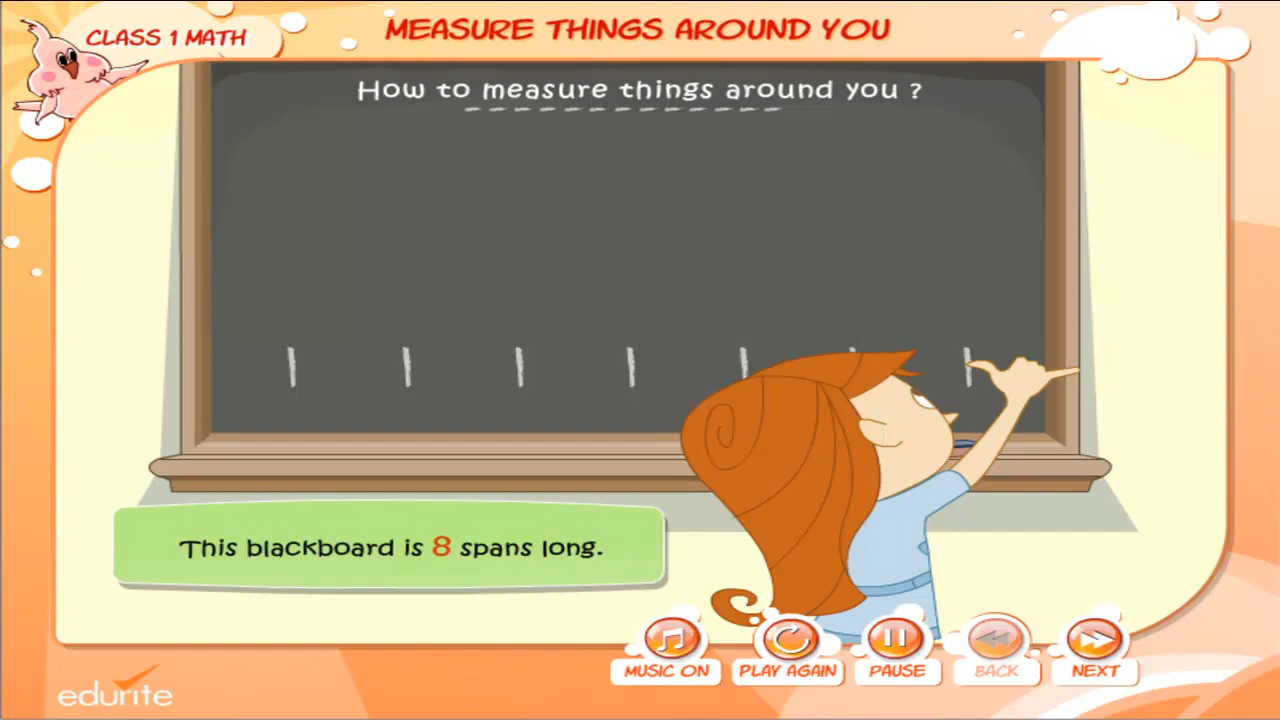 CLASS 1 MATH
MEASURE THINGS AROUND YOU
How to measure things around you ?
This blackboard is 8 spans long.
MUSIC ON
PLAY AGAIN
PAUSE
BACK
NEXT
edurite